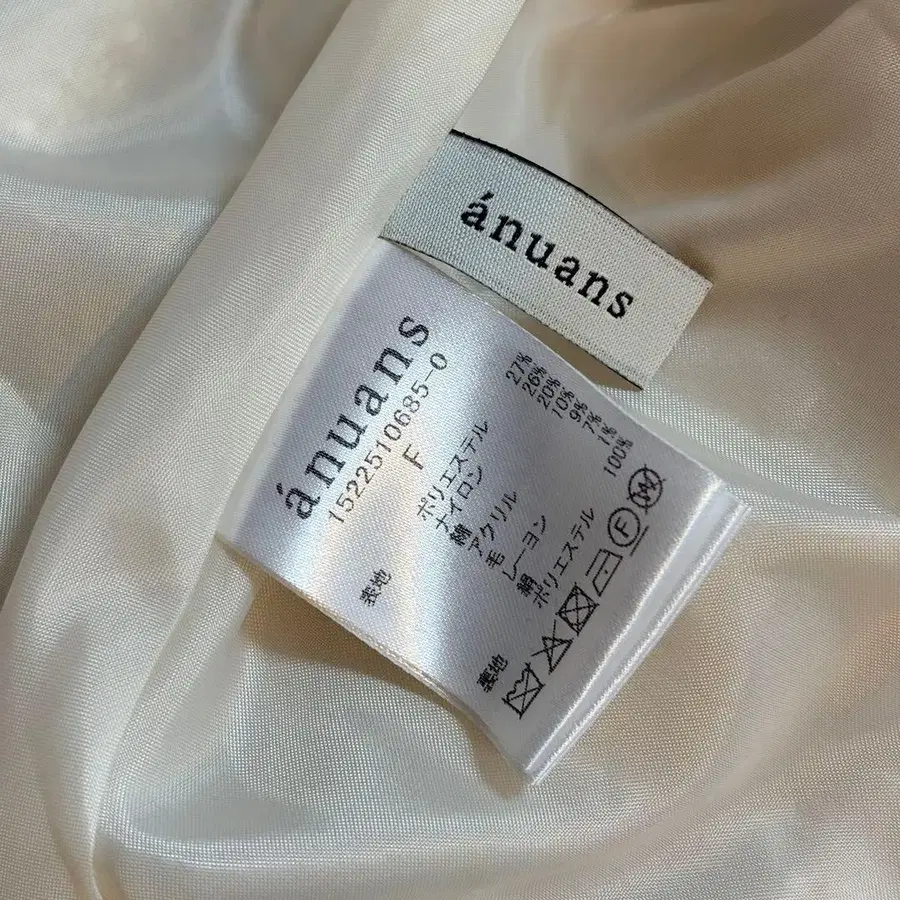 ánuans
ánuans
1522510685-0
F
表地 ポリエステル 27%
ナイロン 26%
綿 20%
アクリル 10%
毛 9%
レーヨン 7%
絹 1%
裏地 ポリエステル 100%
F
W